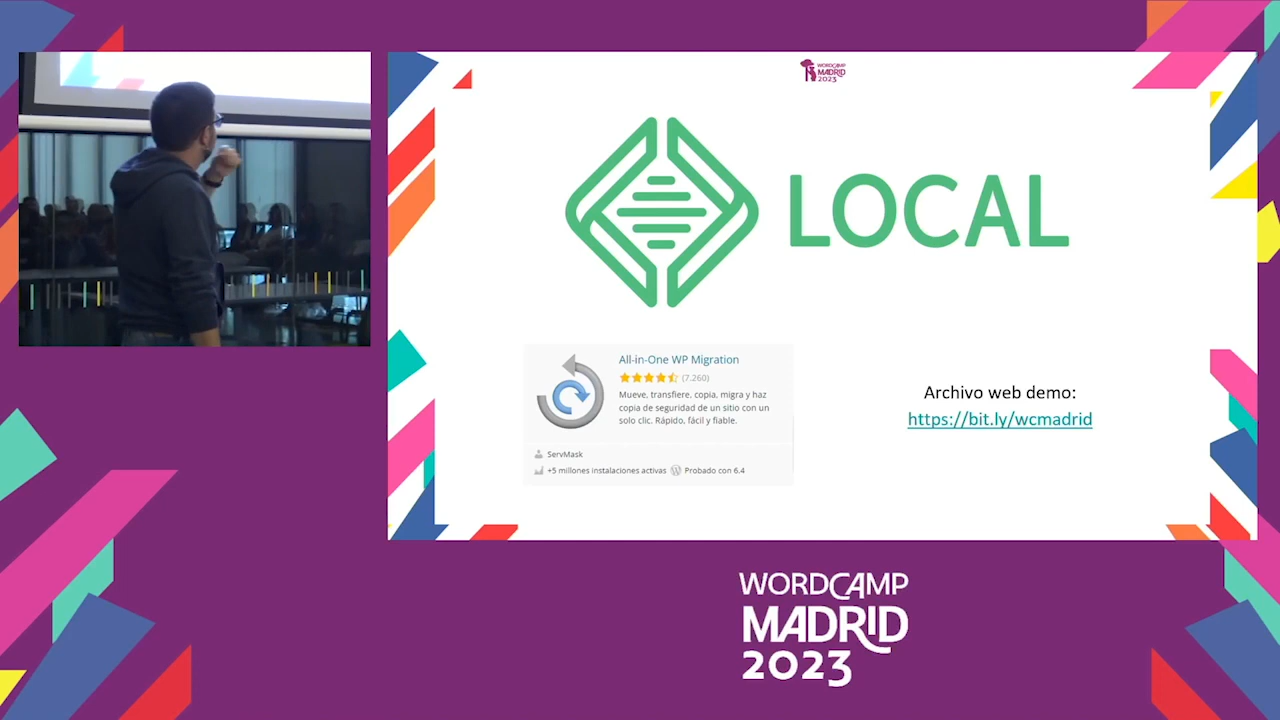 WORDCAMP
MADRID
2023
LOCAL
All-in-One WP Migration
(7.260)
Mueve, transfiere, copia, migra y haz
copia de seguridad de un sitio con un
solo clic. Rápido, fácil y fiable.
ServMask
+5 millones instalaciones activas
Probado con 6.4
Archivo web demo:
https://bit.ly/wcmadrid
WORDCAMP
MADRID
2023